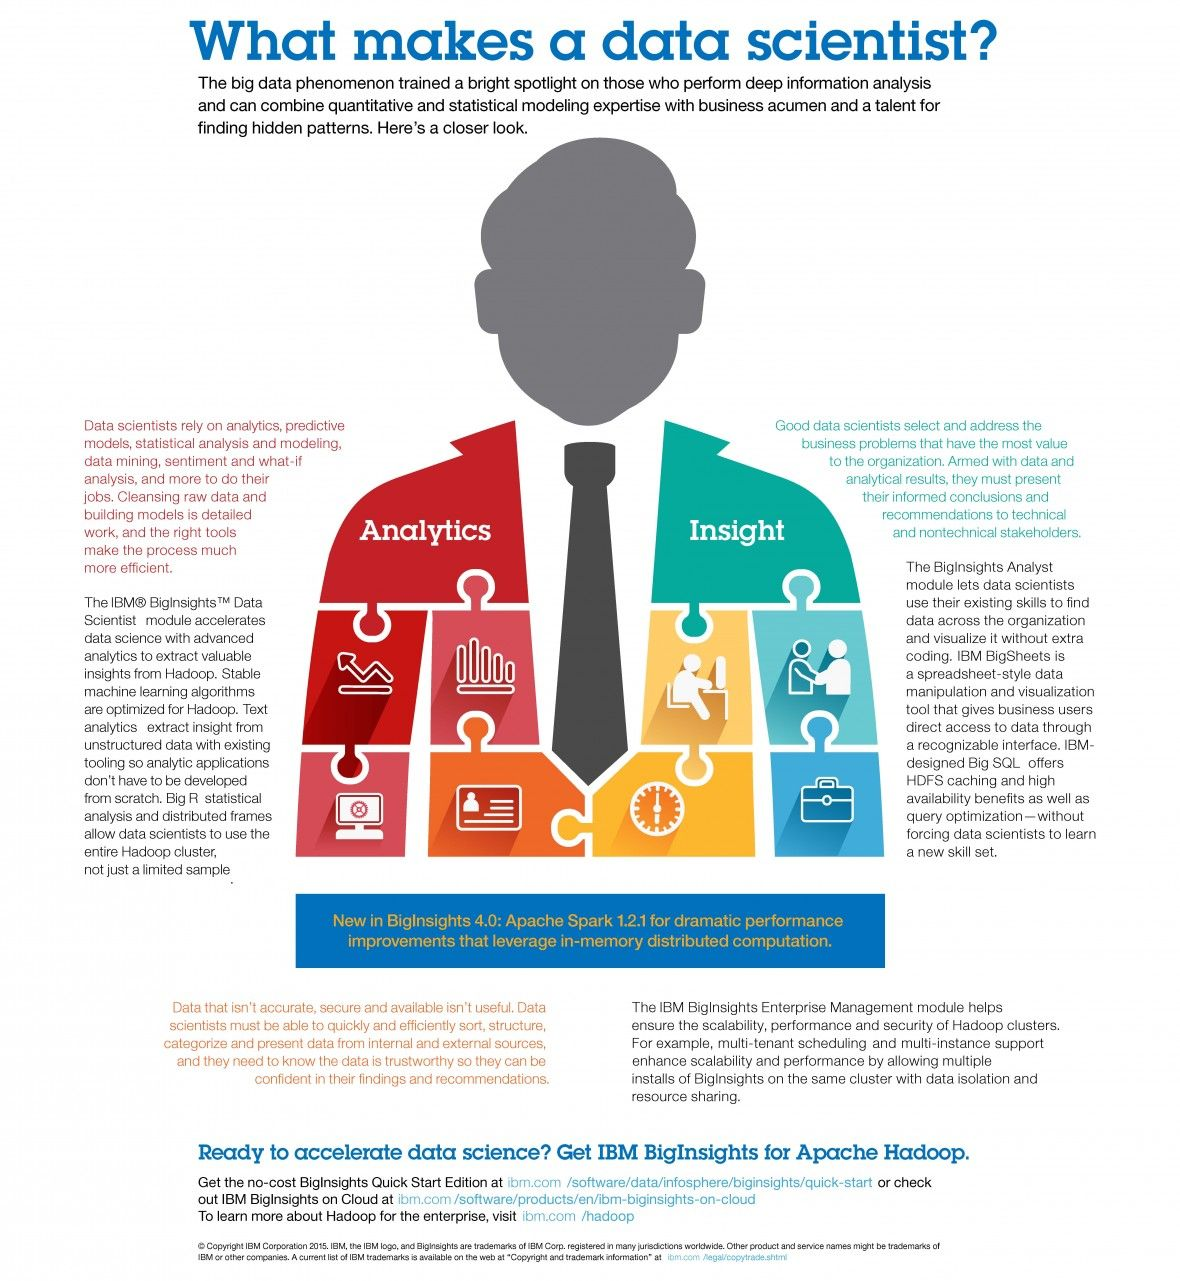 What makes a data scientist?
The big data phenomenon trained a bright spotlight on those who perform deep information analysis
and can combine quantitative and statistical modeling expertise with business acumen and a talent for
finding hidden patterns. Here's a closer look.
Data scientists rely on analytics, predictive
models, statistical analysis and modeling,
data mining, sentiment and what-if
analysis, and more to do their
jobs. Cleansing raw data and
building models is detailed
work, and the right tools
make the process much
more efficient.
The IBM® BigInsights™ Data
Scientist module accelerates
data science with advanced
analytics to extract valuable
insights from Hadoop. Stable
machine learning algorithms
are optimized for Hadoop. Text
analytics extract insight from
unstructured data with existing
tooling so analytic applications
don't have to be developed
from scratch. Big R statistical
analysis and distributed frames
allow data scientists to use the
entire Hadoop cluster,
not just a limited sample
.
Analytics
Insight
Good data scientists select and address the
business problems that have the most value
to the organization. Armed with data and
analytical results, they must present
their informed conclusions and
recommendations to technical
and nontechnical stakeholders.
The BigInsights Analyst
module lets data scientists
use their existing skills to find
data across the organization
and visualize it without extra
coding. IBM BigSheets is
a spreadsheet-style data
manipulation and visualization
tool that gives business users
direct access to data through
a recognizable interface. IBM-
designed Big SQL offers
HDFS caching and high
availability benefits as well as
query optimization—without
forcing data scientists to learn
a new skill set.
New in BigInsights 4.0: Apache Spark 1.2.1 for dramatic performance
improvements that leverage in-memory distributed computation.
Data that isn't accurate, secure and available isn't useful. Data
scientists must be able to quickly and efficiently sort, structure,
categorize and present data from internal and external sources,
and they need to know the data is trustworthy so they can be
confident in their findings and recommendations.
The IBM BigInsights Enterprise Management module helps
ensure the scalability, performance and security of Hadoop clusters.
For example, multi-tenant scheduling and multi-instance support
enhance scalability and performance by allowing multiple
installs of BigInsights on the same cluster with data isolation and
resource sharing.
Ready to accelerate data science? Get IBM BigInsights for Apache Hadoop.
Get the no-cost BigInsights Quick Start Edition at ibm.com /software/data/infosphere/biginsights/quick-start or check
out IBM BigInsights on Cloud at ibm.com /software/products/en/ibm-biginsights-on-cloud
To learn more about Hadoop for the enterprise, visit ibm.com /hadoop
© Copyright IBM Corporation 2015. IBM, the IBM logo, and BigInsights are trademarks of IBM Corp. registered in many jurisdictions worldwide. Other product and service names might be trademarks of
IBM or other companies. A current list of IBM trademarks is available on the web at "Copyright and trademark information" at ibm.com /legal/copytrade.shtml